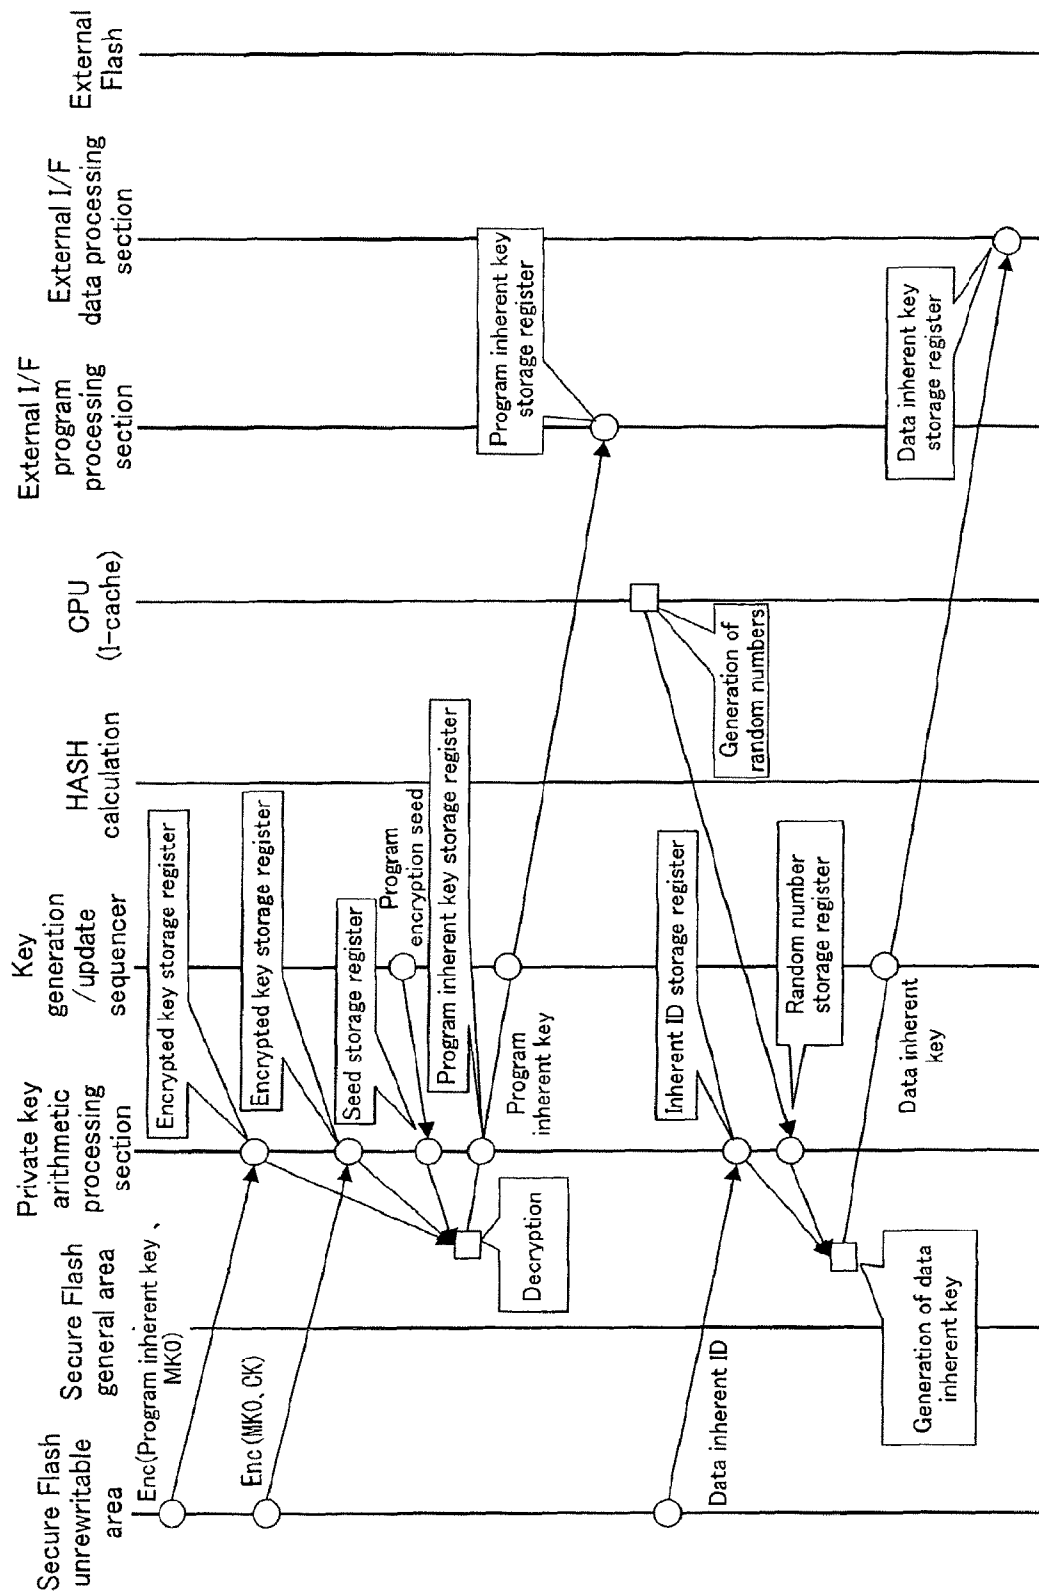 Secure Flash
unrewritable
area
Secure Flash
general area
Private key
arithmetic
processing
section
Key
generation
/update
sequencer
HASH
calculation
CPU
(I-cache)
External I/F
program
processing
section
External I/F
data processing
section
External
Flash
Enc(Program inherent key、
MK0)
Encrypted key storage register
Enc(MK0、CK)
Encrypted key storage register
Seed storage register
Program
encryption seed
Program inherent key storage register
Decryption
Program
inherent key
Program inherent key
storage register
Generation of
random numbers
Data inherent ID
Inherent ID storage register
Random number
storage register
Generation of data
inherent key
Data inherent
key
Data inherent key
storage register